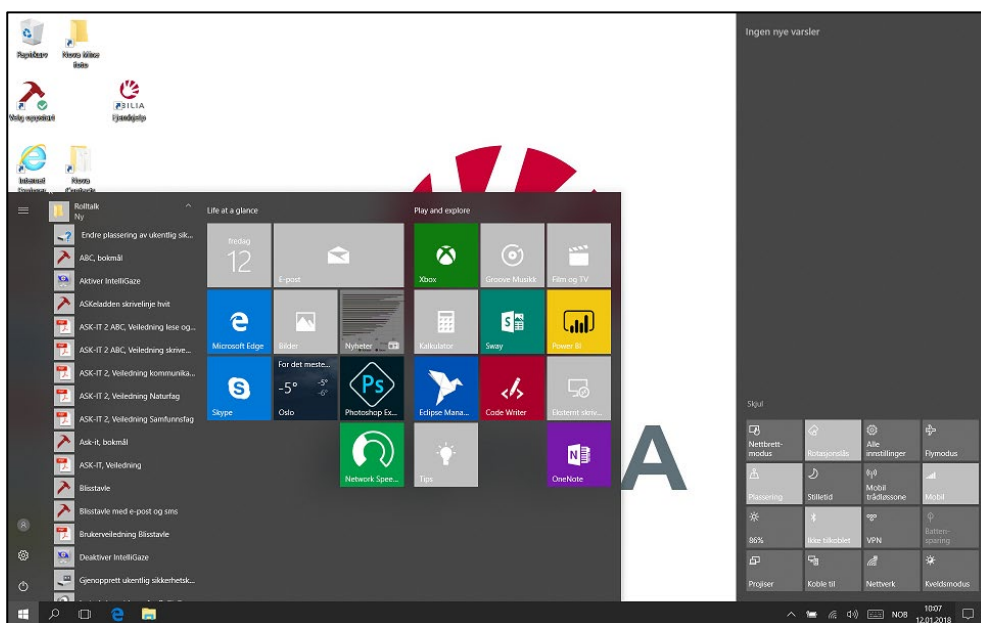 Papirkurv
Nova Mine
foto
Velg oppstart
ABILIA
Fjernhjelp
Internet
Explorer
Nova
Contacts
Rolltalk
Ny
Endre plassering av ukentlig sik...
ABC, bokmål
Aktiver IntelliGaze
ASKeladden skrivelinje hvit
ASK-IT 2 ABC, Veiledning lese og...
ASK-IT 2 ABC, Veiledning skrive...
ASK-IT 2, Veiledning kommunika...
ASK-IT 2, Veiledning Naturfag
ASK-IT 2, Veiledning Samfunnsfag
Ask-it, bokmål
ASK-IT, Veiledning
Blisstavle
Blisstavle med e-post og sms
Brukerveiledning Blisstavle
Deaktiver IntelliGaze
Gjenopprett ukentlig sikkerhetsk...
Life at a glance
fredag
12
E-post
Microsoft Edge
Bilder
Nyheter
Skype
For det meste...
-5°
-5°
-6°
Oslo
Ps
Photoshop Ex...
Network Spee...
Play and explore
Xbox
Groove Musikk
Film og TV
Kalkulator
Sway
Power BI
Eclipse Mana...
Code Writer
Eksternt skriv...
Tips
OneNote
A
Ingen nye varsler
Skjul
Nettbrett-
modus
Rotasjonslås
Alle
innstillinger
Flymodus
Plassering
Stilletid
Mobil
trådløssone
Mobil
86%
Ikke tilkoblet
VPN
Batteri-
sparing
Projiser
Koble til
Nettverk
Kveldsmodus
NOB
10:07
12.01.2018